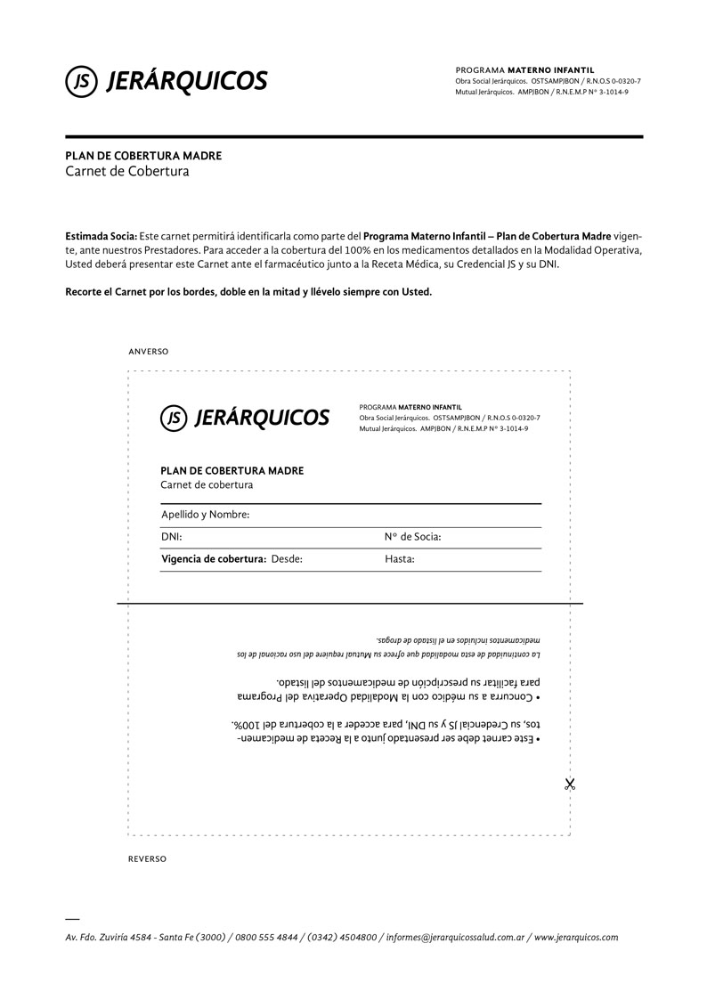 JS JERÁRQUICOS
PROGRAMA MATERNO INFANTIL
Obra Social Jerárquicos. OSTSAMPJBON / R.N.O.S 0-0320-7
Mutual Jerárquicos. AMPJBON / R.N.E.M.P Nº 3-1014-9
PLAN DE COBERTURA MADRE
Carnet de Cobertura
Estimada Socia: Este carnet permitirá identificarla como parte del Programa Materno Infantil – Plan de Cobertura Madre vigen-
te, ante nuestros Prestadores. Para acceder a la cobertura del 100% en los medicamentos detallados en la Modalidad Operativa,
Usted deberá presentar este Carnet ante el farmacéutico junto a la Receta Médica, su Credencial JS y su DNI.
Recorte el Carnet por los bordes, doble en la mitad y llévelo siempre con Usted.
ANVERSO
JS JERÁRQUICOS
PROGRAMA MATERNO INFANTIL
Obra Social Jerárquicos. OSTSAMPJBON / R.N.O.S 0-0320-7
Mutual Jerárquicos. AMPJBON / R.N.E.M.P Nº 3-1014-9
PLAN DE COBERTURA MADRE
Carnet de cobertura
Apellido y Nombre:
DNI: Nº de Socia:
Vigencia de cobertura: Desde: Hasta:
• Este carnet debe ser presentado junto a la Receta de medicamen-
tos, su Credencial JS y su DNI, para acceder a la cobertura del 100%.
• Concurra a su médico con la Modalidad Operativa del Programa
para facilitar su prescripción de medicamentos del listado.
La continuidad de esta modalidad que ofrece su Mutual requiere del uso racional de los
medicamentos incluidos en el listado de drogas.
REVERSO
Av. Fdo. Zuviría 4584 - Santa Fe (3000) / 0800 555 4844 / (0342) 4504800 / informes@jerarquicossalud.com.ar / www.jerarquicos.com